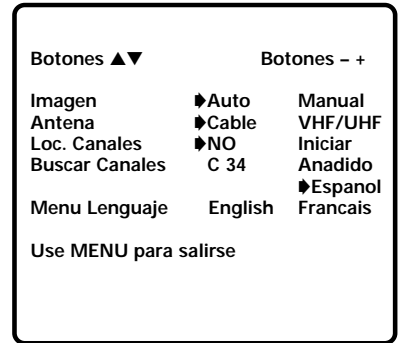 Botones ▲▼ Botones – +
Imagen ➧Auto Manual
Antena ➧Cable VHF/UHF
Loc. Canales ➧NO Iniciar
Buscar Canales C 34 Anadido
➧Espanol
Menu Lenguaje English Francais
Use MENU para salirse